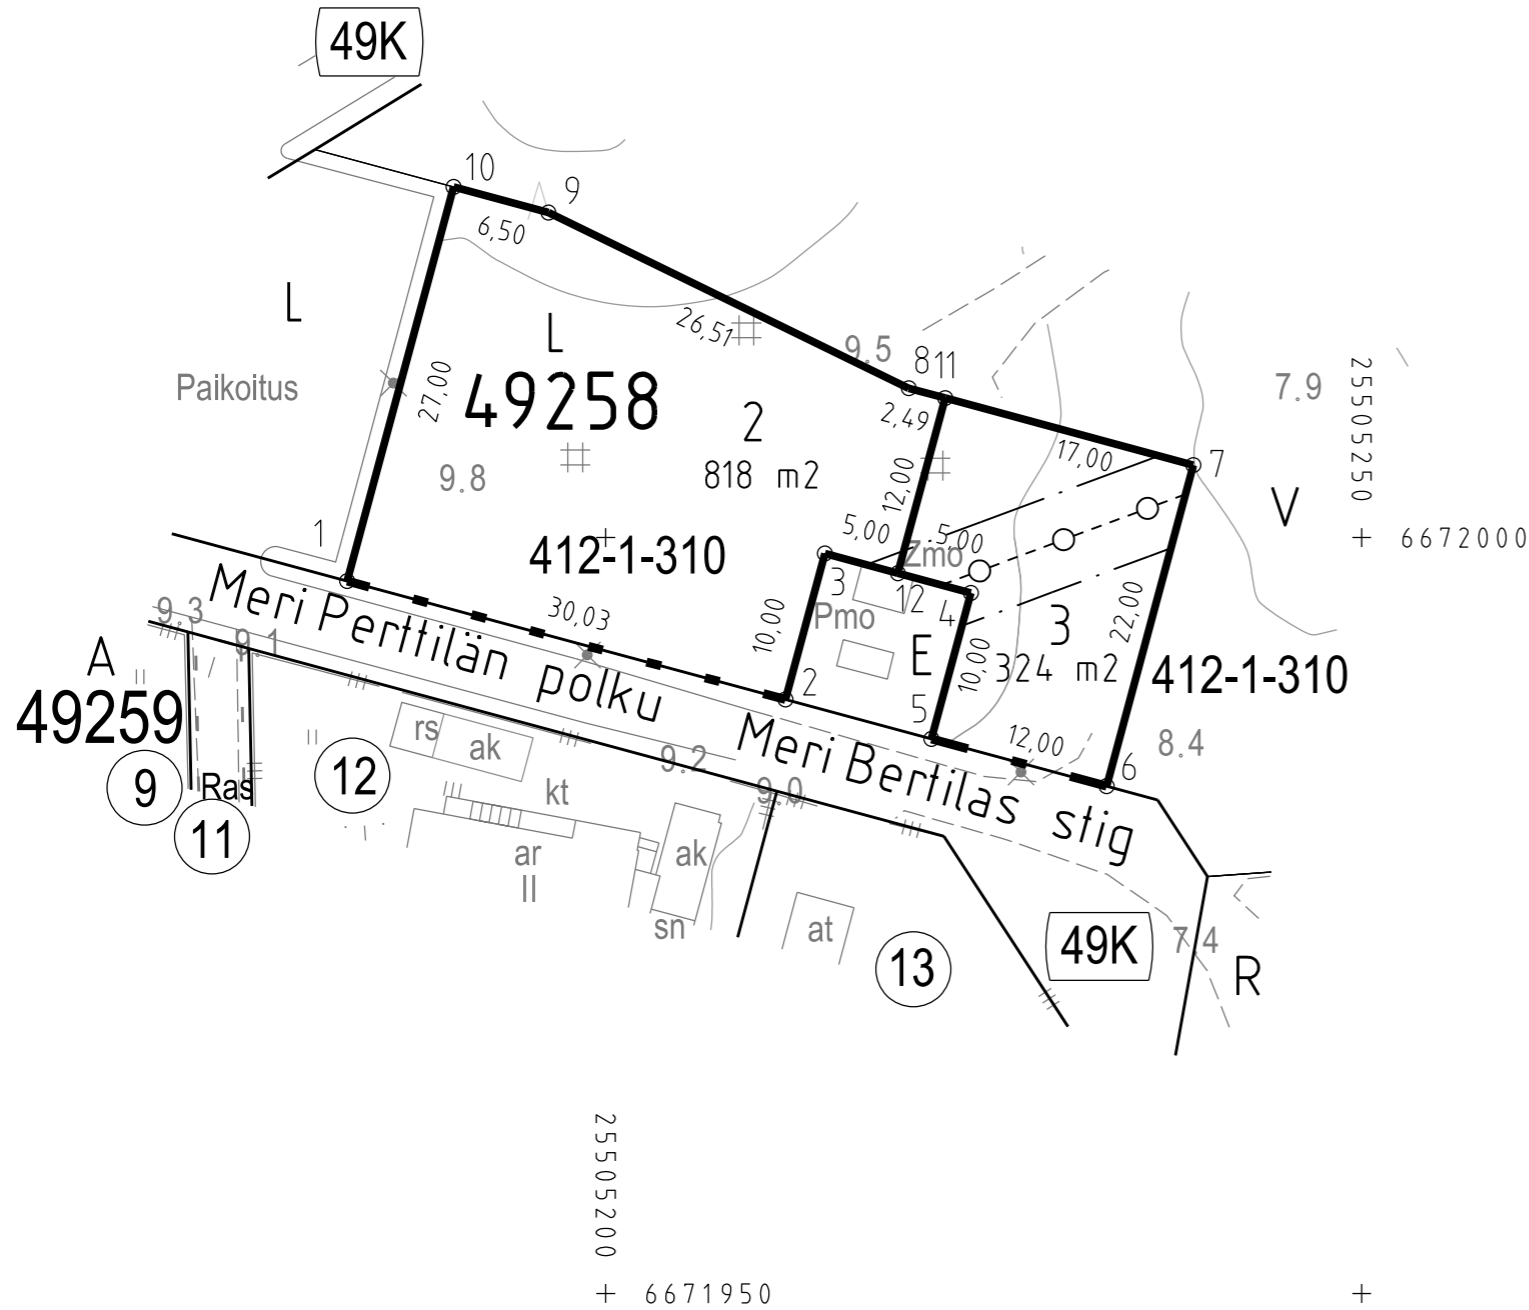 49K
10
9
6,50
L
L
26,51
9.5
8
11
Paikoitus
27,00
49258
2
2,49
7.9
25505250
9.8
818 m2
17,00
7
12,00
V
1
5,00
5,00
412-1-310
Zmo
6672000
3
12
4
Meri Perttilän polku
9.3
30,03
10,00
Pmo
E
3
22,00
9.1
A
10,00
324 m2
412-1-310
2
5
49259
rs
ak
Meri Bertilas stig
12,00
8.4
9.2
6
9
Ras
12
kt
9.0
11
ar
II
ak
sn
at
13
49K
7.4
R
25505200
6671950